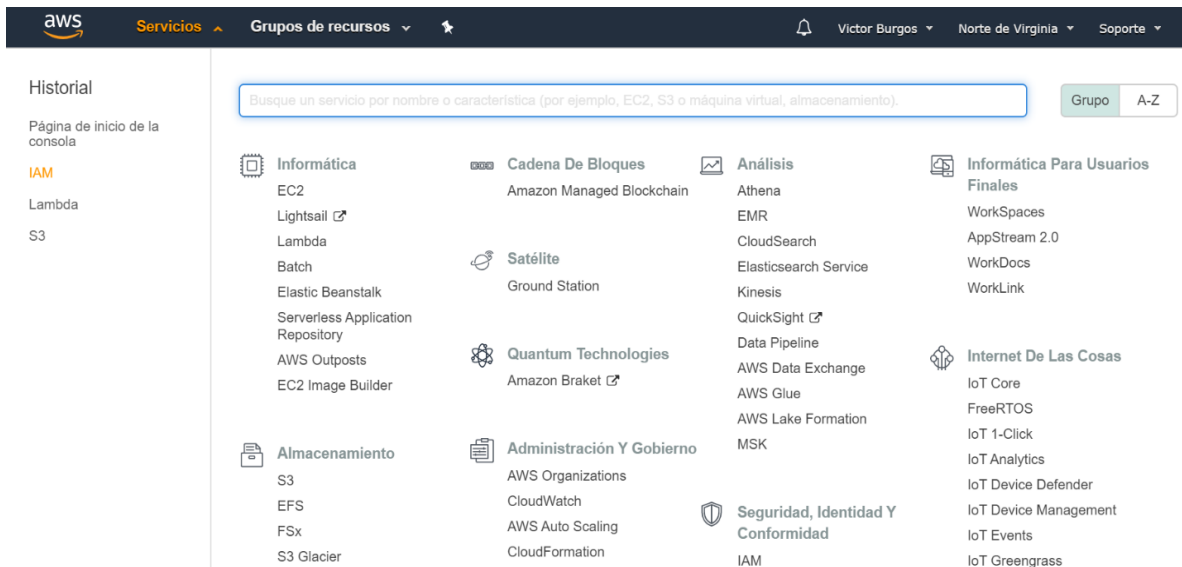 aws
Servicios
Grupos de recursos
Victor Burgos
Norte de Virginia
Soporte
Historial
Página de inicio de la
consola
IAM
Lambda
S3
Busque un servicio por nombre o característica (por ejemplo, EC2, S3 o máquina virtual, almacenamiento).
Grupo
A-Z
Informática
EC2
Lightsail
Lambda
Batch
Elastic Beanstalk
Serverless Application
Repository
AWS Outposts
EC2 Image Builder
Almacenamiento
S3
EFS
FSx
S3 Glacier
Cadena De Bloques
Amazon Managed Blockchain
Satélite
Ground Station
Quantum Technologies
Amazon Braket
Administración Y Gobierno
AWS Organizations
CloudWatch
AWS Auto Scaling
CloudFormation
Análisis
Athena
EMR
CloudSearch
Elasticsearch Service
Kinesis
QuickSight
Data Pipeline
AWS Data Exchange
AWS Glue
AWS Lake Formation
MSK
Seguridad, Identidad Y
Conformidad
IAM
Informática Para Usuarios
Finales
WorkSpaces
AppStream 2.0
WorkDocs
WorkLink
Internet De Las Cosas
IoT Core
FreeRTOS
IoT 1-Click
IoT Analytics
IoT Device Defender
IoT Device Management
IoT Events
IoT Greengrass